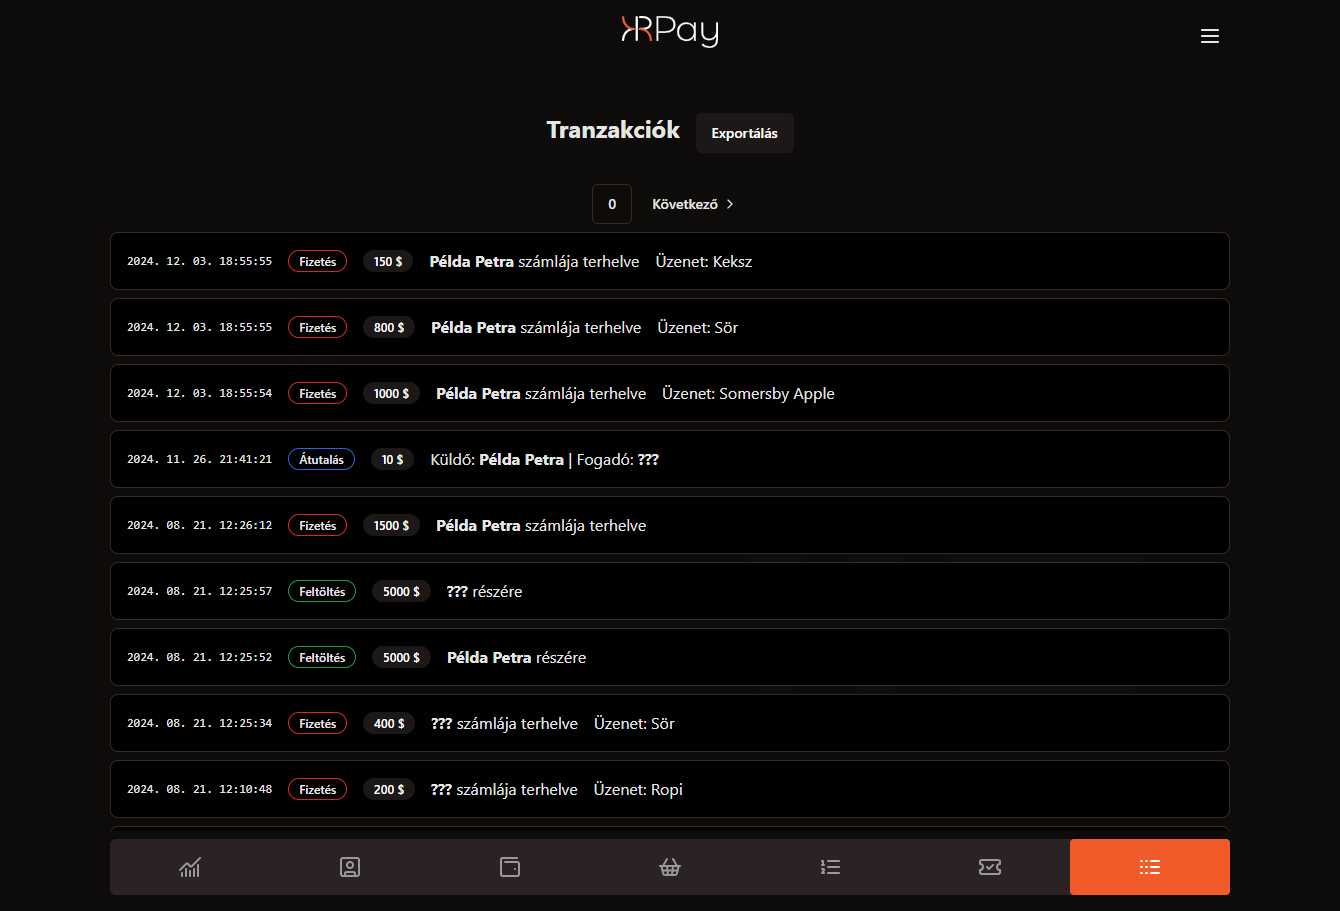 KRPay
Tranzakciók Exportálás
0 Következő
2024. 12. 03. 18:55:55 Fizetés 150 $ Példa Petra számlája terhelve Üzenet: Keksz
2024. 12. 03. 18:55:55 Fizetés 800 $ Példa Petra számlája terhelve Üzenet: Sör
2024. 12. 03. 18:55:54 Fizetés 1000 $ Példa Petra számlája terhelve Üzenet: Somersby Apple
2024. 11. 26. 21:41:21 Átutalás 10 $ Küldő: Példa Petra | Fogadó: ???
2024. 08. 21. 12:26:12 Fizetés 1500 $ Példa Petra számlája terhelve
2024. 08. 21. 12:25:57 Feltöltés 5000 $ ??? részére
2024. 08. 21. 12:25:52 Feltöltés 5000 $ Példa Petra részére
2024. 08. 21. 12:25:34 Fizetés 400 $ ??? számlája terhelve Üzenet: Sör
2024. 08. 21. 12:10:48 Fizetés 200 $ ??? számlája terhelve Üzenet: Ropi